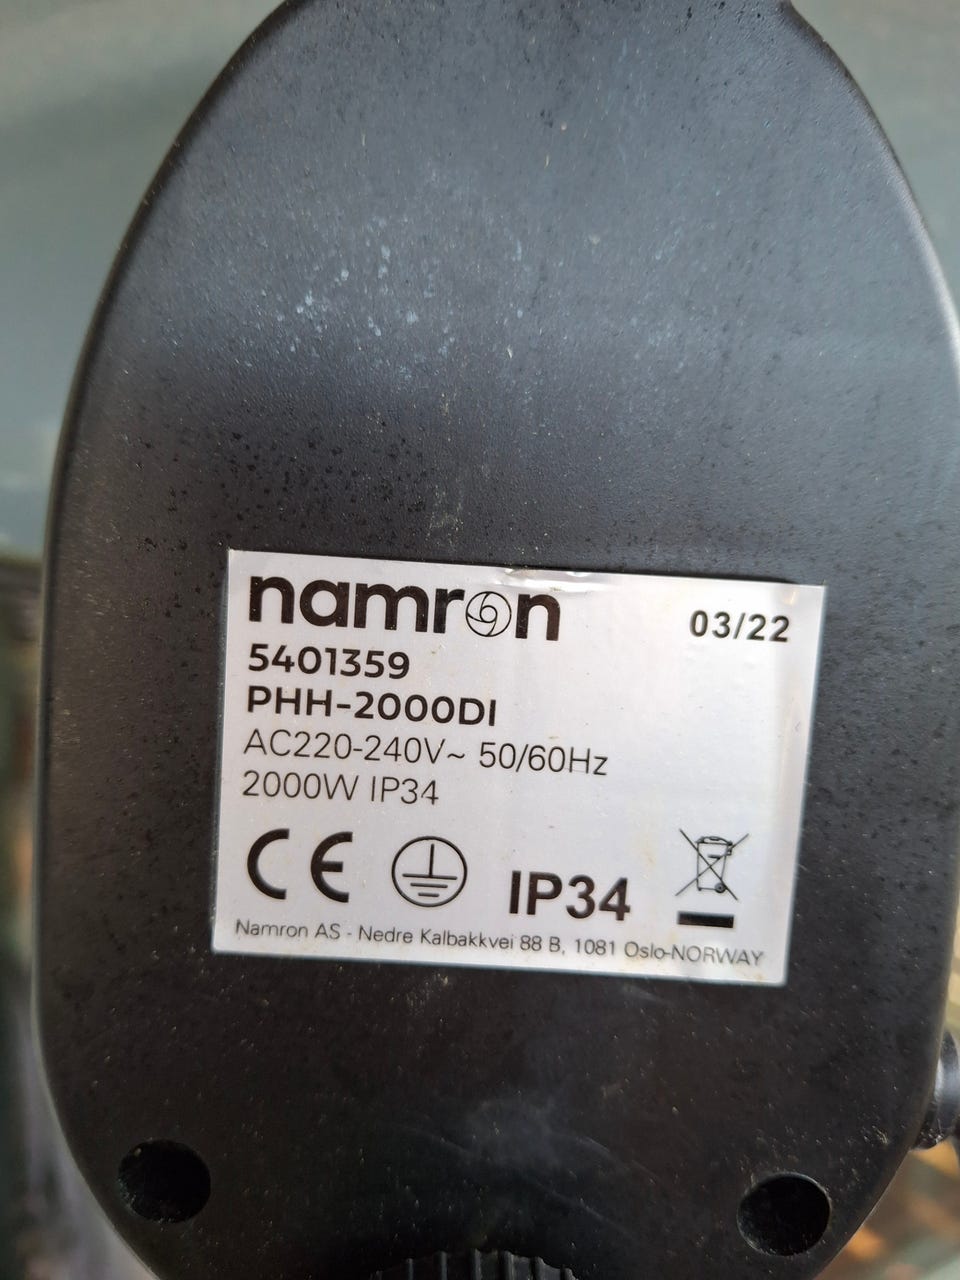 namron
03/22
5401359
PHH-2000DI
AC220-240V~ 50/60Hz
2000W IP34
CE
IP34
Namron AS - Nedre Kalbakkvei 88 B, 1081 Oslo-NORWAY